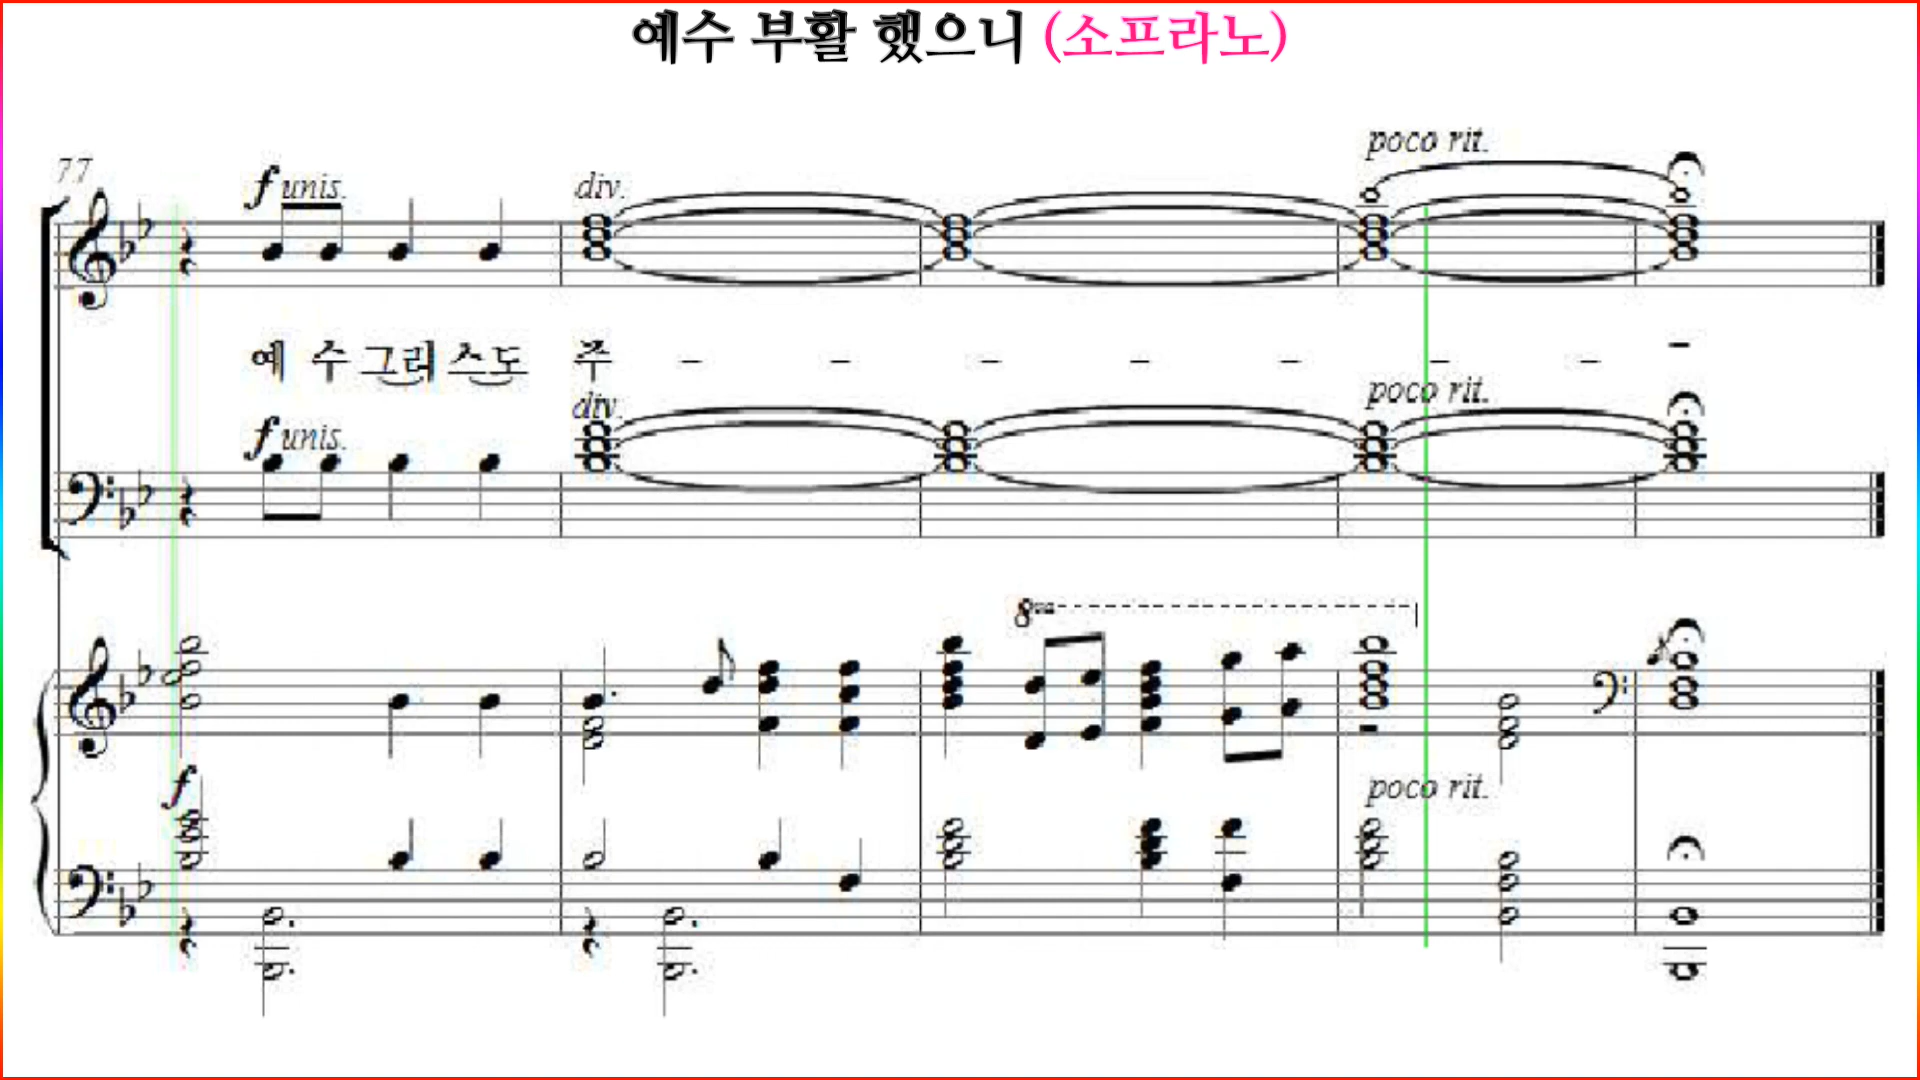 예수 부활 했으니 (소프라노)
poco rit.
77
f unis. div.
예 수 그리 스도 주 - - - - - - - -
div. poco rit.
f unis.
8va
f
poco rit.